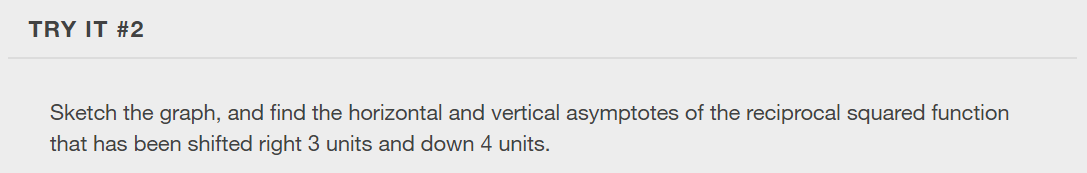 TRY IT #2
Sketch the graph, and find the horizontal and vertical asymptotes of the reciprocal squared function
that has been shifted right 3 units and down 4 units.